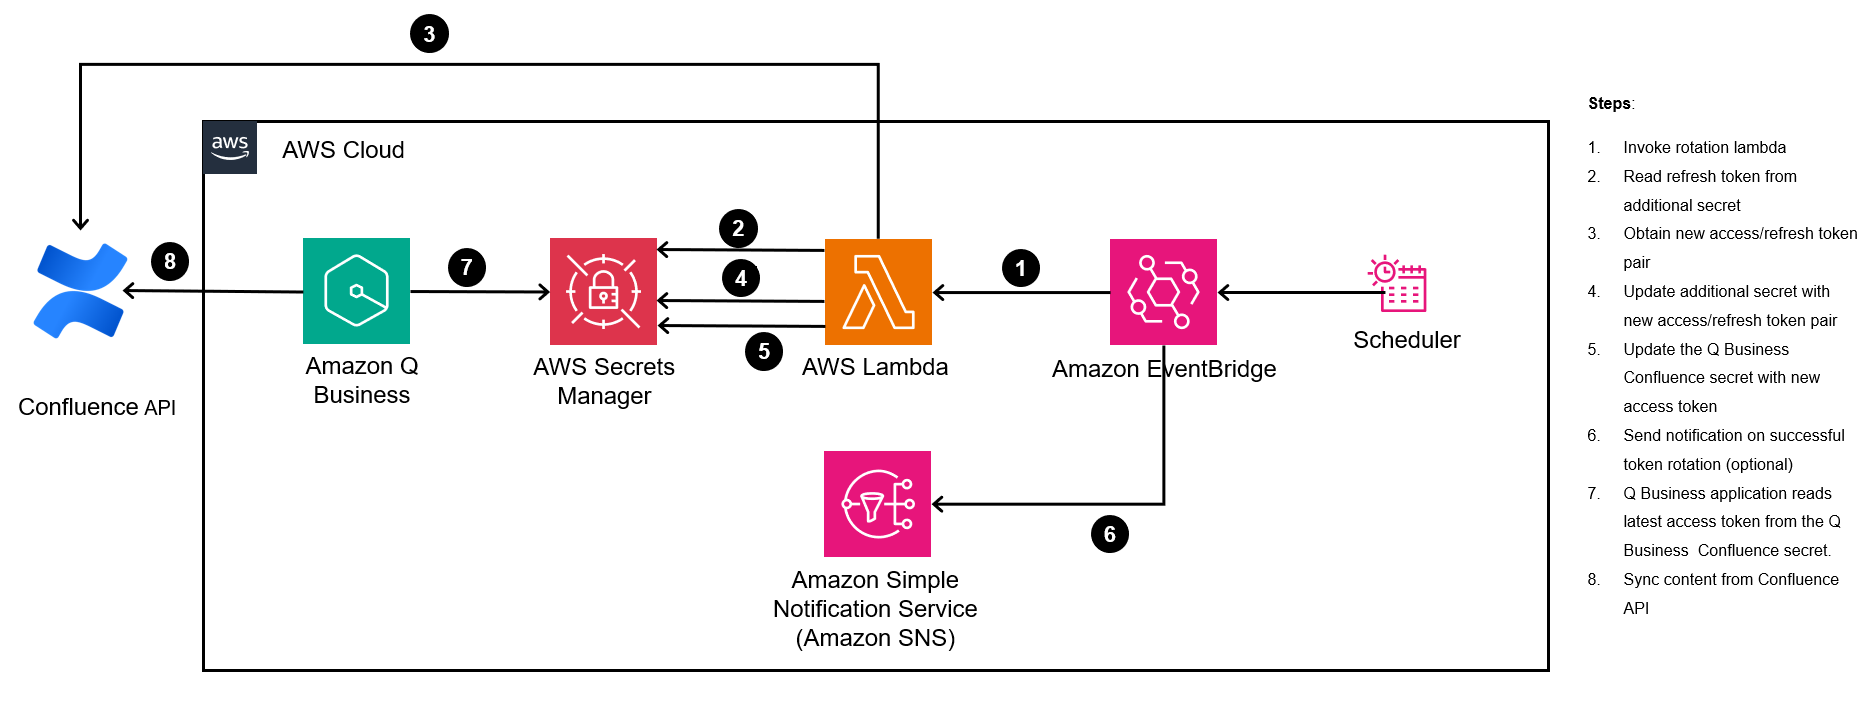 3
aws
AWS Cloud
8
7
2
4
5
1
Amazon Q
Business
AWS Secrets
Manager
AWS Lambda
Amazon EventBridge
Scheduler
Confluence API
6
Amazon Simple
Notification Service
(Amazon SNS)
Steps:
1. Invoke rotation lambda
2. Read refresh token from
additional secret
3. Obtain new access/refresh token
pair
4. Update additional secret with
new access/refresh token pair
5. Update the Q Business
Confluence secret with new
access token
6. Send notification on successful
token rotation (optional)
7. Q Business application reads
latest access token from the Q
Business  Confluence secret.
8. Sync content from Confluence
API